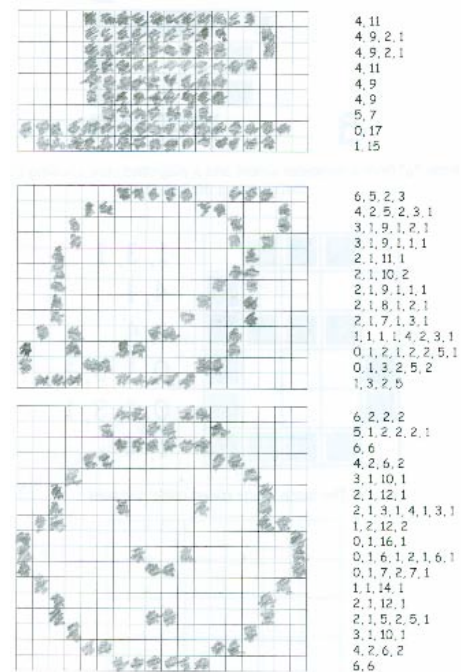 4, 11
4, 9, 2, 1
4, 9, 2, 1
4, 11
4, 9
4, 9
5, 7
0, 17
1, 15
6, 5, 2, 3
4, 2, 5, 2, 3, 1
3, 1, 9, 1, 2, 1
3, 1, 9, 1, 1, 1
2, 1, 11, 1
2, 1, 10, 2
2, 1, 9, 1, 1, 1
2, 1, 8, 1, 2, 1
2, 1, 7, 1, 3, 1
1, 1, 1, 1, 4, 2, 3, 1
0, 1, 2, 1, 2, 2, 5, 1
0, 1, 3, 2, 5, 2
1, 3, 2, 5
6, 2, 2, 2
5, 1, 2, 2, 2, 1
6, 6
4, 2, 6, 2
3, 1, 10, 1
2, 1, 12, 1
2, 1, 3, 1, 4, 1, 3, 1
1, 2, 12, 2
0, 1, 16, 1
0, 1, 6, 1, 2, 1, 6, 1
0, 1, 7, 2, 7, 1
1, 1, 14, 1
2, 1, 12, 1
2, 1, 5, 2, 5, 1
3, 1, 10, 1
4, 2, 6, 2
6, 6